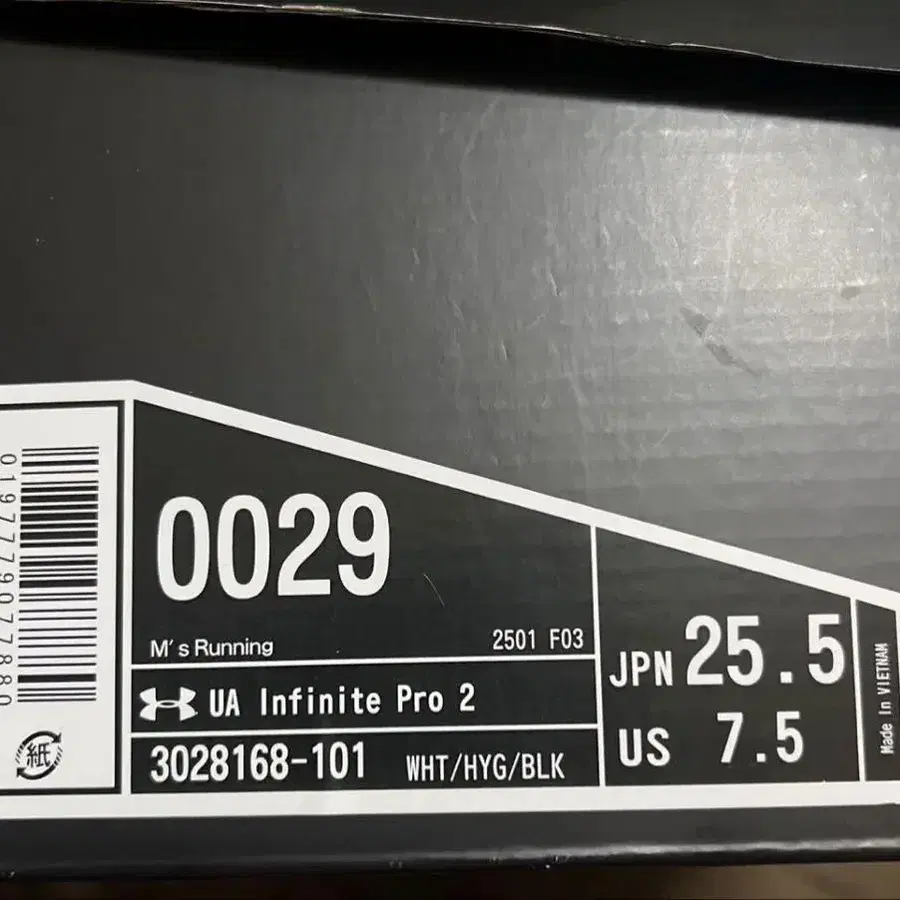 0197779077880
紙
0029
M's Running 2501 F03
UA Infinite Pro 2
3028168-101 WHT/HYG/BLK
JPN 25.5
US 7.5
Made In VIETNAM